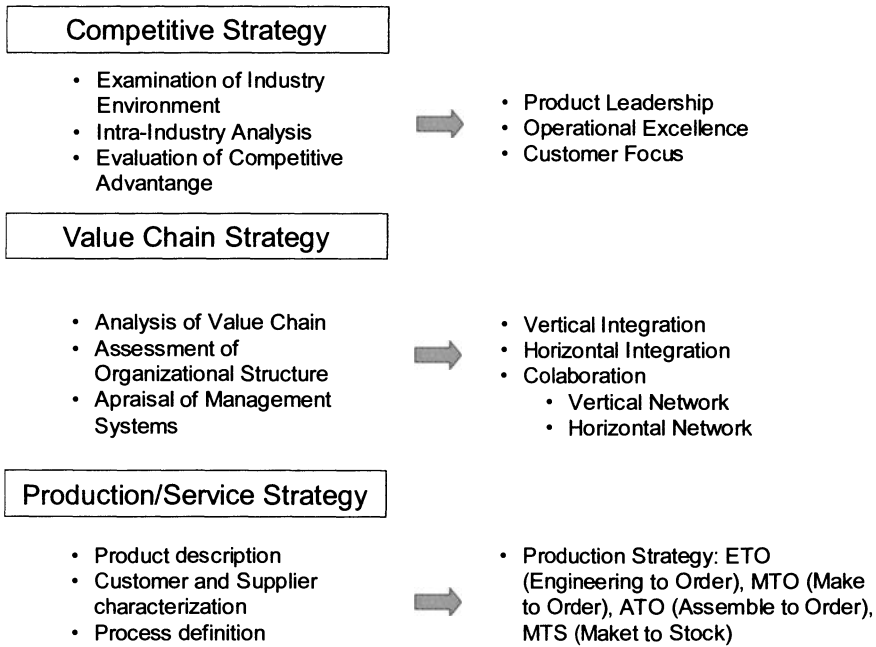 Competitive Strategy
• Examination of Industry
Environment
• Intra-Industry Analysis
• Evaluation of Competitive
Advantange
• Product Leadership
• Operational Excellence
• Customer Focus
Value Chain Strategy
• Analysis of Value Chain
• Assessment of
Organizational Structure
• Apraisal of Management
Systems
• Vertical Integration
• Horizontal Integration
• Colaboration
• Vertical Network
• Horizontal Network
Production/Service Strategy
• Product description
• Customer and Supplier
characterization
• Process definition
• Production Strategy: ETO
(Engineering to Order), MTO (Make
to Order), ATO (Assemble to Order),
MTS (Maket to Stock)